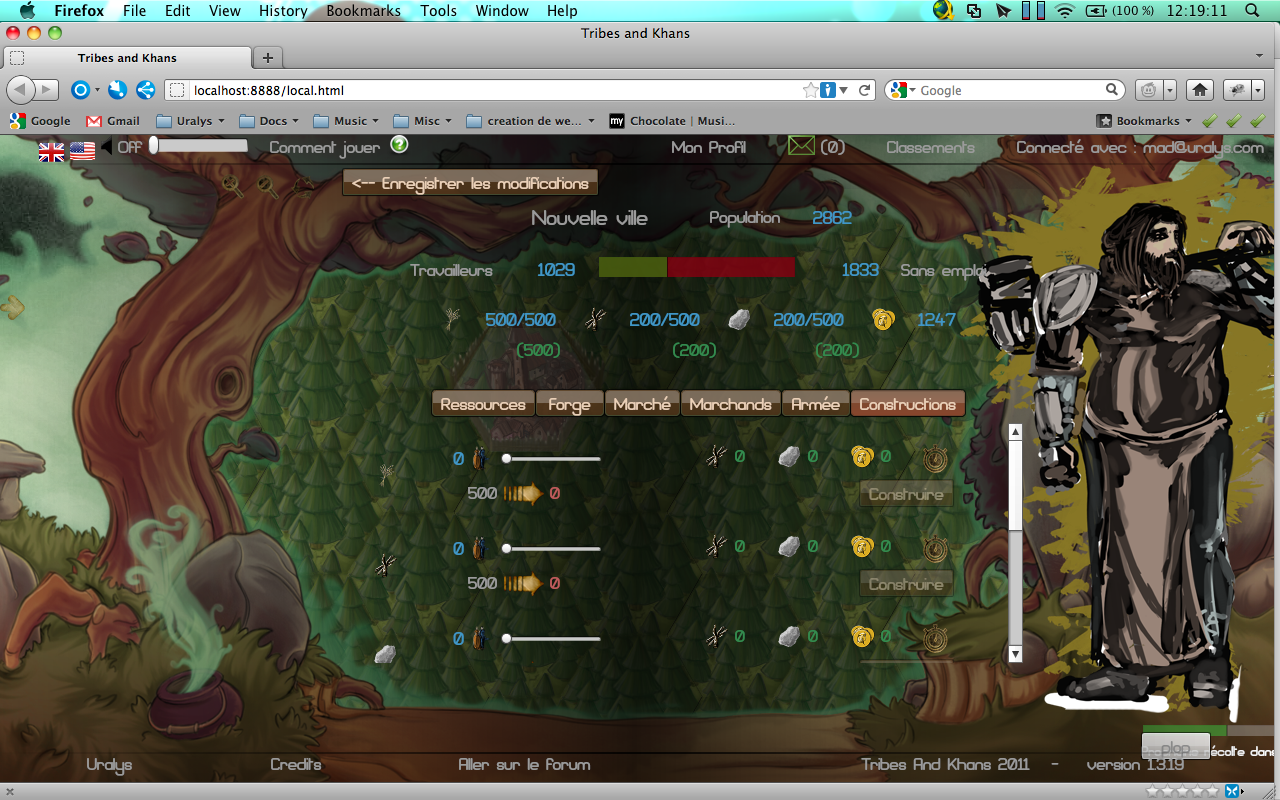 Firefox File Edit View History Bookmarks Tools Window Help (100 %) 12:19:11
Tribes and Khans
Tribes and Khans
localhost:8888/local.html Google
Google Gmail Uralys Docs Music Misc creation de we... my Chocolate | Musi... Bookmarks
Off Comment jouer ? Mon Profil (0) Classements Connecté avec : mad@uralys.com
<-- Enregistrer les modifications
Nouvelle ville Population 2862
Travailleurs 1029 1833 Sans emploi
500/500 200/500 200/500 1247
(500) (200) (200)
Ressources Forge Marché Marchands Armée Constructions
0 0 0 0
500 0 Construire
0 0 0 0
500 0 Construire
0 0 0 0
plop récolte dans
Uralys Credits Aller sur le forum Tribes And Khans 2011 - version 1.3.19